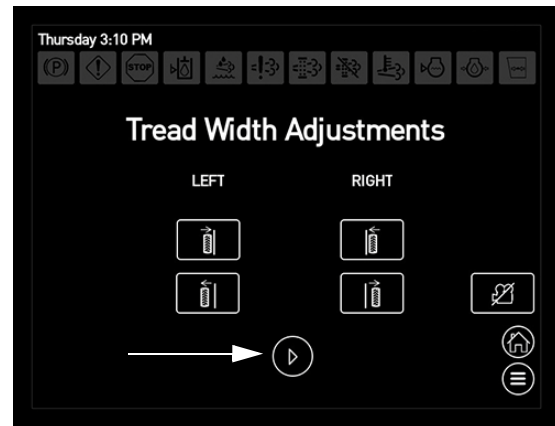 Thursday 3:10 PM
(P)
STOP
Tread Width Adjustments
LEFT RIGHT